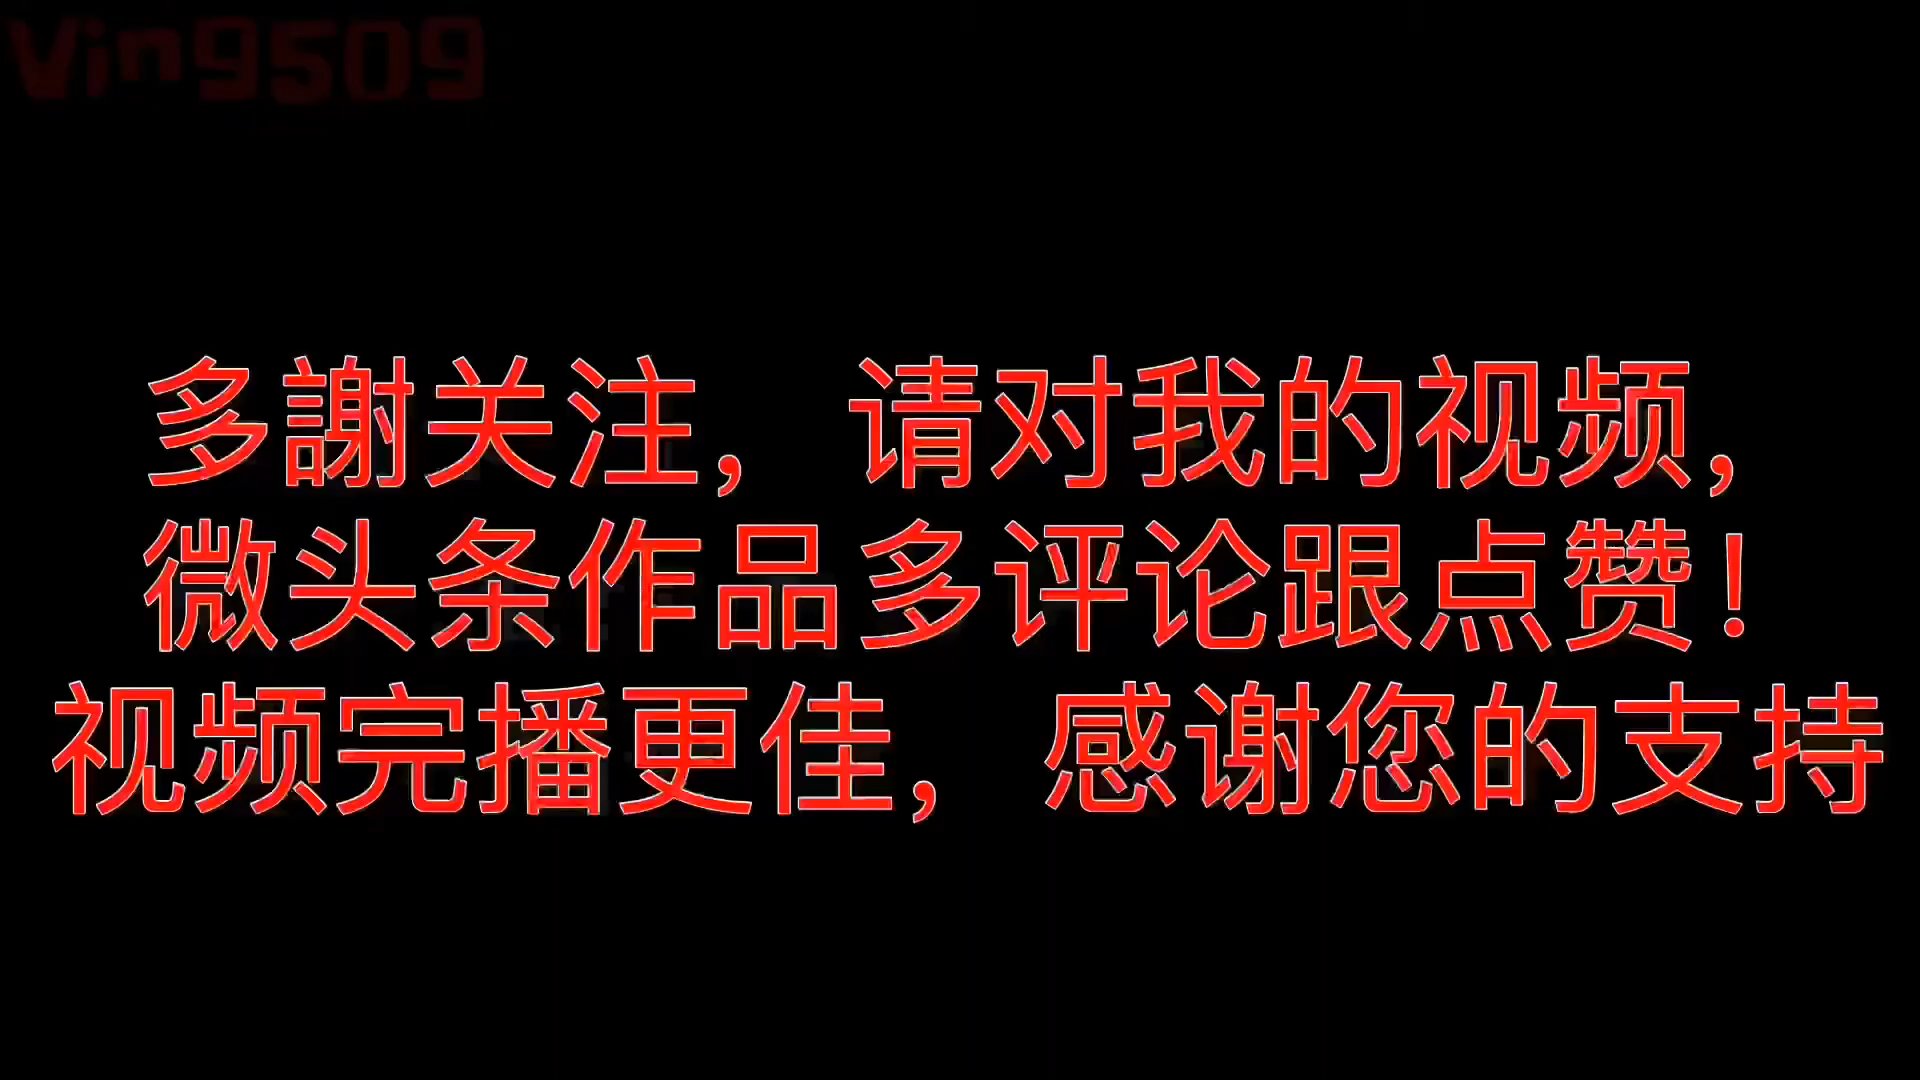 Vin9509
多謝关注，请对我的视频，
微头条作品多评论跟点赞！
视频完播更佳，感谢您的支持